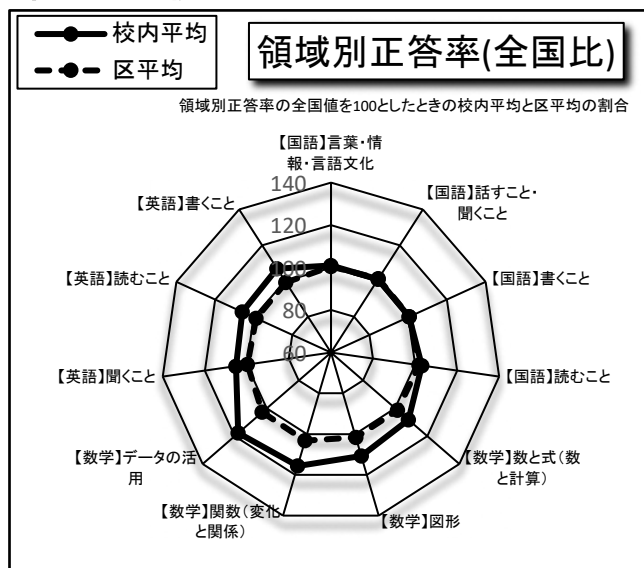 校内平均
区平均
領域別正答率(全国比)
領域別正答率の全国値を100としたときの校内平均と区平均の割合
【国語】言葉・情
報・言語文化
【国語】話すこと・
聞くこと
【国語】書くこと
【国語】読むこと
【数学】数と式(数
と計算)
【数学】図形
【数学】関数(変化
と関係)
【数学】データの活
用
【英語】聞くこと
【英語】読むこと
【英語】書くこと
140
120
100
80
60